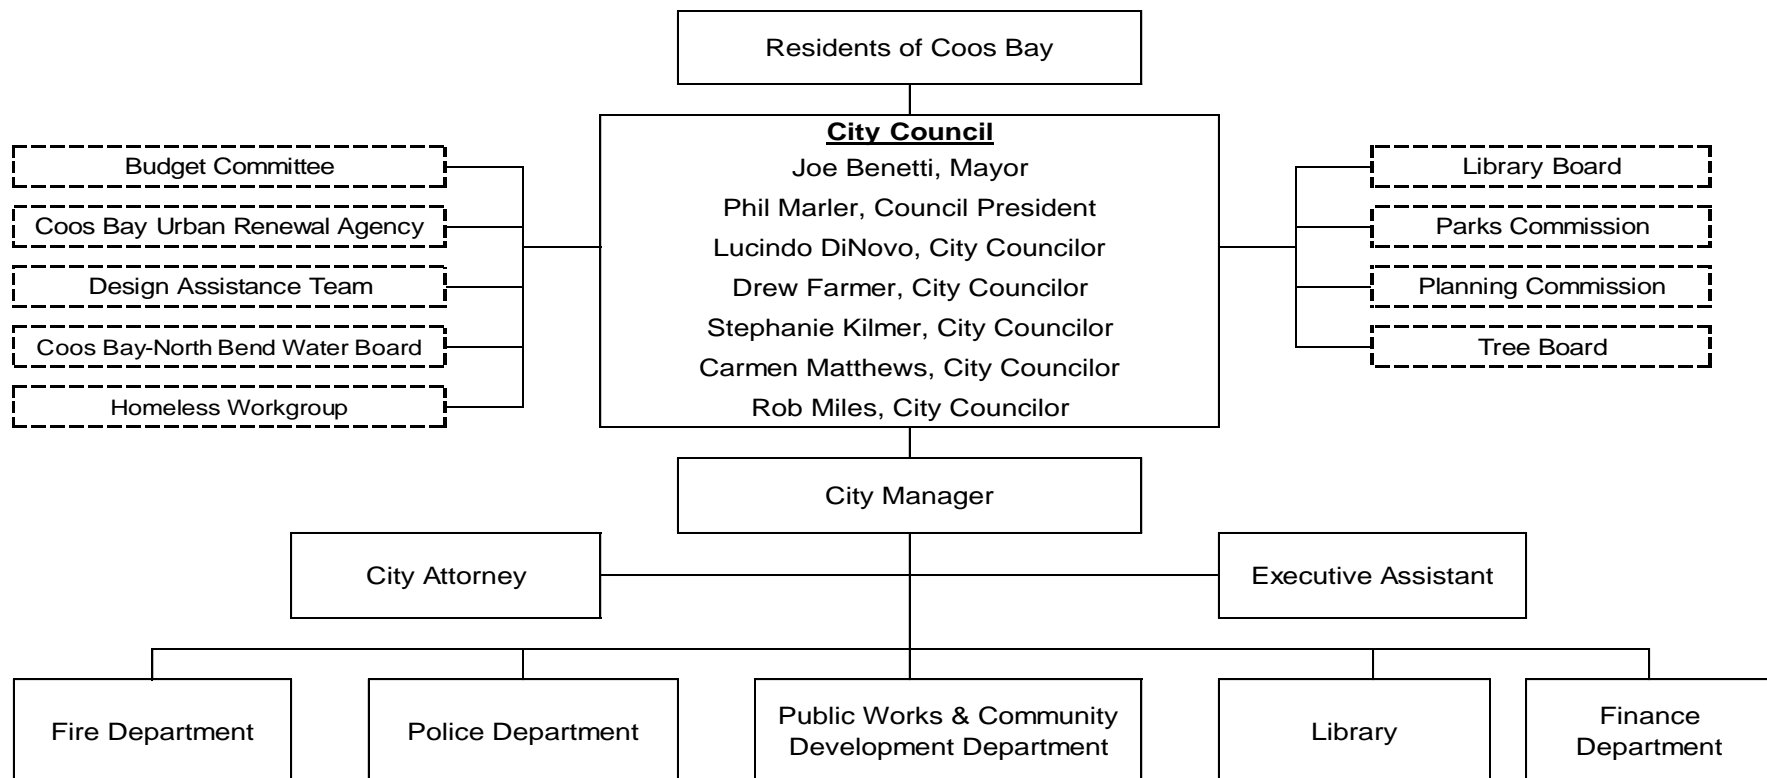 Residents of Coos Bay
City Council
Joe Benetti, Mayor
Phil Marler, Council President
Lucindo DiNovo, City Councilor
Drew Farmer, City Councilor
Stephanie Kilmer, City Councilor
Carmen Matthews, City Councilor
Rob Miles, City Councilor
Budget Committee
Coos Bay Urban Renewal Agency
Design Assistance Team
Coos Bay-North Bend Water Board
Homeless Workgroup
Library Board
Parks Commission
Planning Commission
Tree Board
City Manager
City Attorney
Executive Assistant
Fire Department
Police Department
Public Works & Community
Development Department
Library
Finance
Department